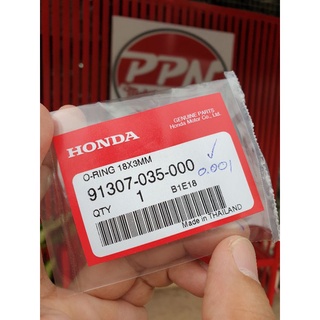 PPN
HONDA
GENUINE PARTS
Honda Motor Co., Ltd.
O-RING 18X3MM
91307-035-000
0.001
QTY 1 B1E18
Made in THAILAND